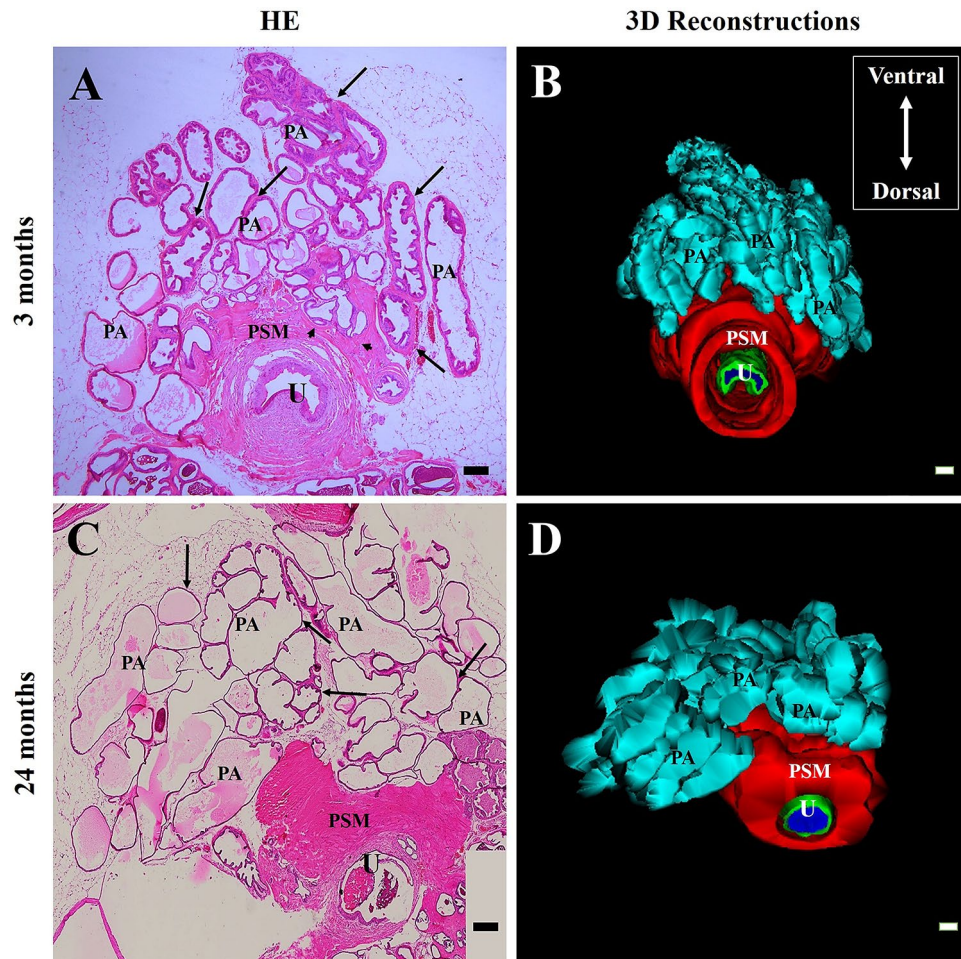 HE
3D Reconstructions
3 months
A
PA
PA
PA
PA
PSM
U
B
Ventral
Dorsal
PA
PA
PA
PSM
U
24 months
C
PA
PA
PA
PA
PA
PSM
U
D
PA
PA
PA
PSM
U